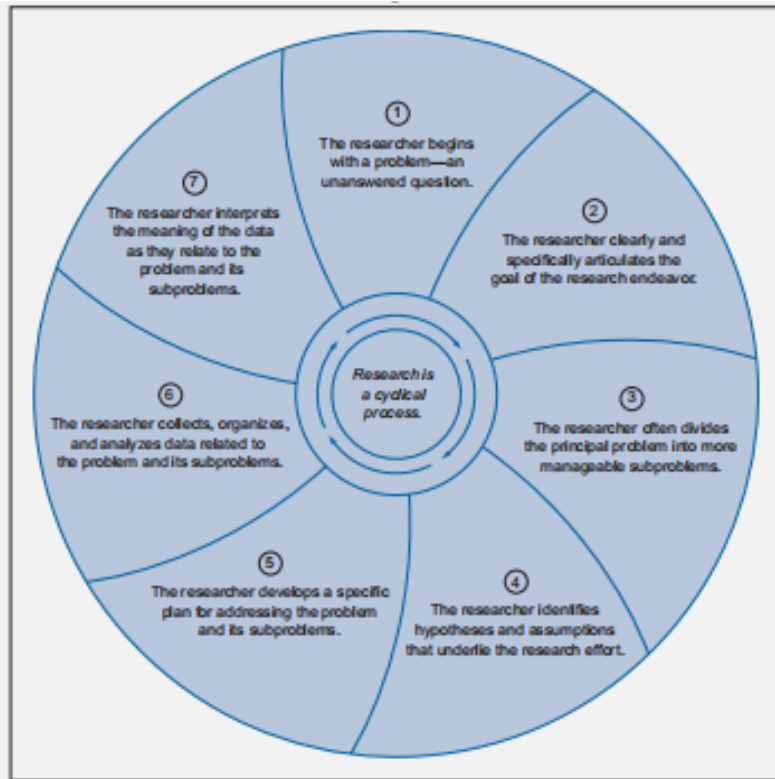 1
The researcher begins
with a problem—an
unanswered question.
2
The researcher clearly and
specifically articulates the
goal of the research endeavor.
3
The researcher often divides
the principal problem into more
manageable subproblems.
4
The researcher identifies
hypotheses and assumptions
that underlie the research effort.
5
The researcher develops a specific
plan for addressing the problem
and its subproblems.
6
The researcher collects, organizes,
and analyzes data related to
the problem and its subproblems.
7
The researcher interprets
the meaning of the data
as they relate to the
problem and its
subproblems.
Research is
a cyclical
process.